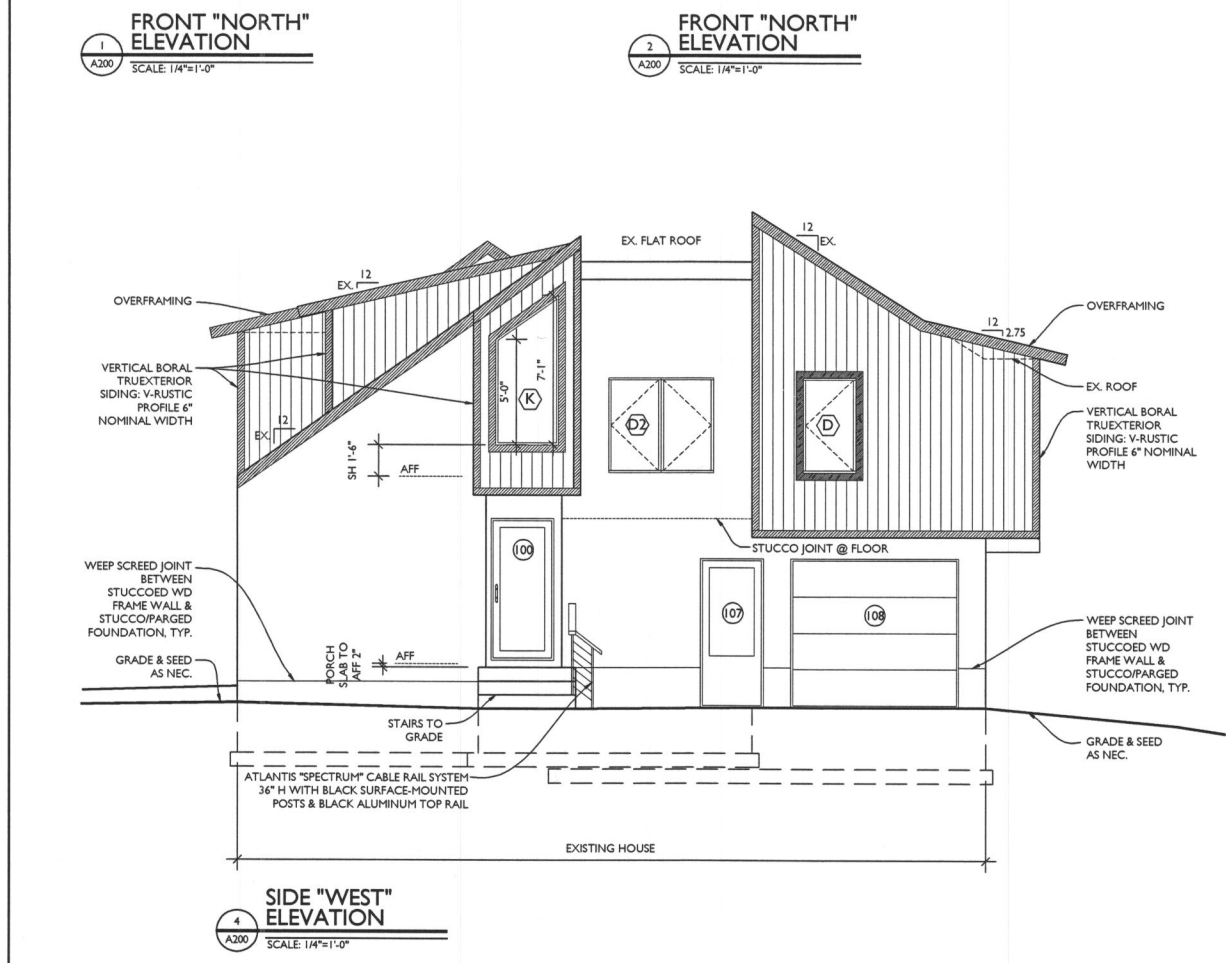 FRONT "NORTH"
ELEVATION
1
A200
SCALE: 1/4"=1'-0"
FRONT "NORTH"
ELEVATION
2
A200
SCALE: 1/4"=1'-0"
EX. FLAT ROOF
12
EX.
12
EX.
OVERFRAMING
12
2.75
OVERFRAMING
EX. ROOF
VERTICAL BORAL
TRUEXTERIOR
SIDING: V-RUSTIC
PROFILE 6"
NOMINAL WIDTH
5'-0"
7'-1"
K
D2
D
VERTICAL BORAL
TRUEXTERIOR
SIDING: V-RUSTIC
PROFILE 6" NOMINAL
WIDTH
12
EX.
SH 1'-6"
AFF
STUCCO JOINT @ FLOOR
100
107
108
WEEP SCREED JOINT
BETWEEN
STUCCOED WD
FRAME WALL &
STUCCO/PARGED
FOUNDATION, TYP.
WEEP SCREED JOINT
BETWEEN
STUCCOED WD
FRAME WALL &
STUCCO/PARGED
FOUNDATION, TYP.
PORCH
SLAB TO
AFF 2"
AFF
GRADE & SEED
AS NEC.
STAIRS TO
GRADE
GRADE & SEED
AS NEC.
ATLANTIS "SPECTRUM" CABLE RAIL SYSTEM
36" H WITH BLACK SURFACE-MOUNTED
POSTS & BLACK ALUMINUM TOP RAIL
EXISTING HOUSE
SIDE "WEST"
ELEVATION
4
A200
SCALE: 1/4"=1'-0"